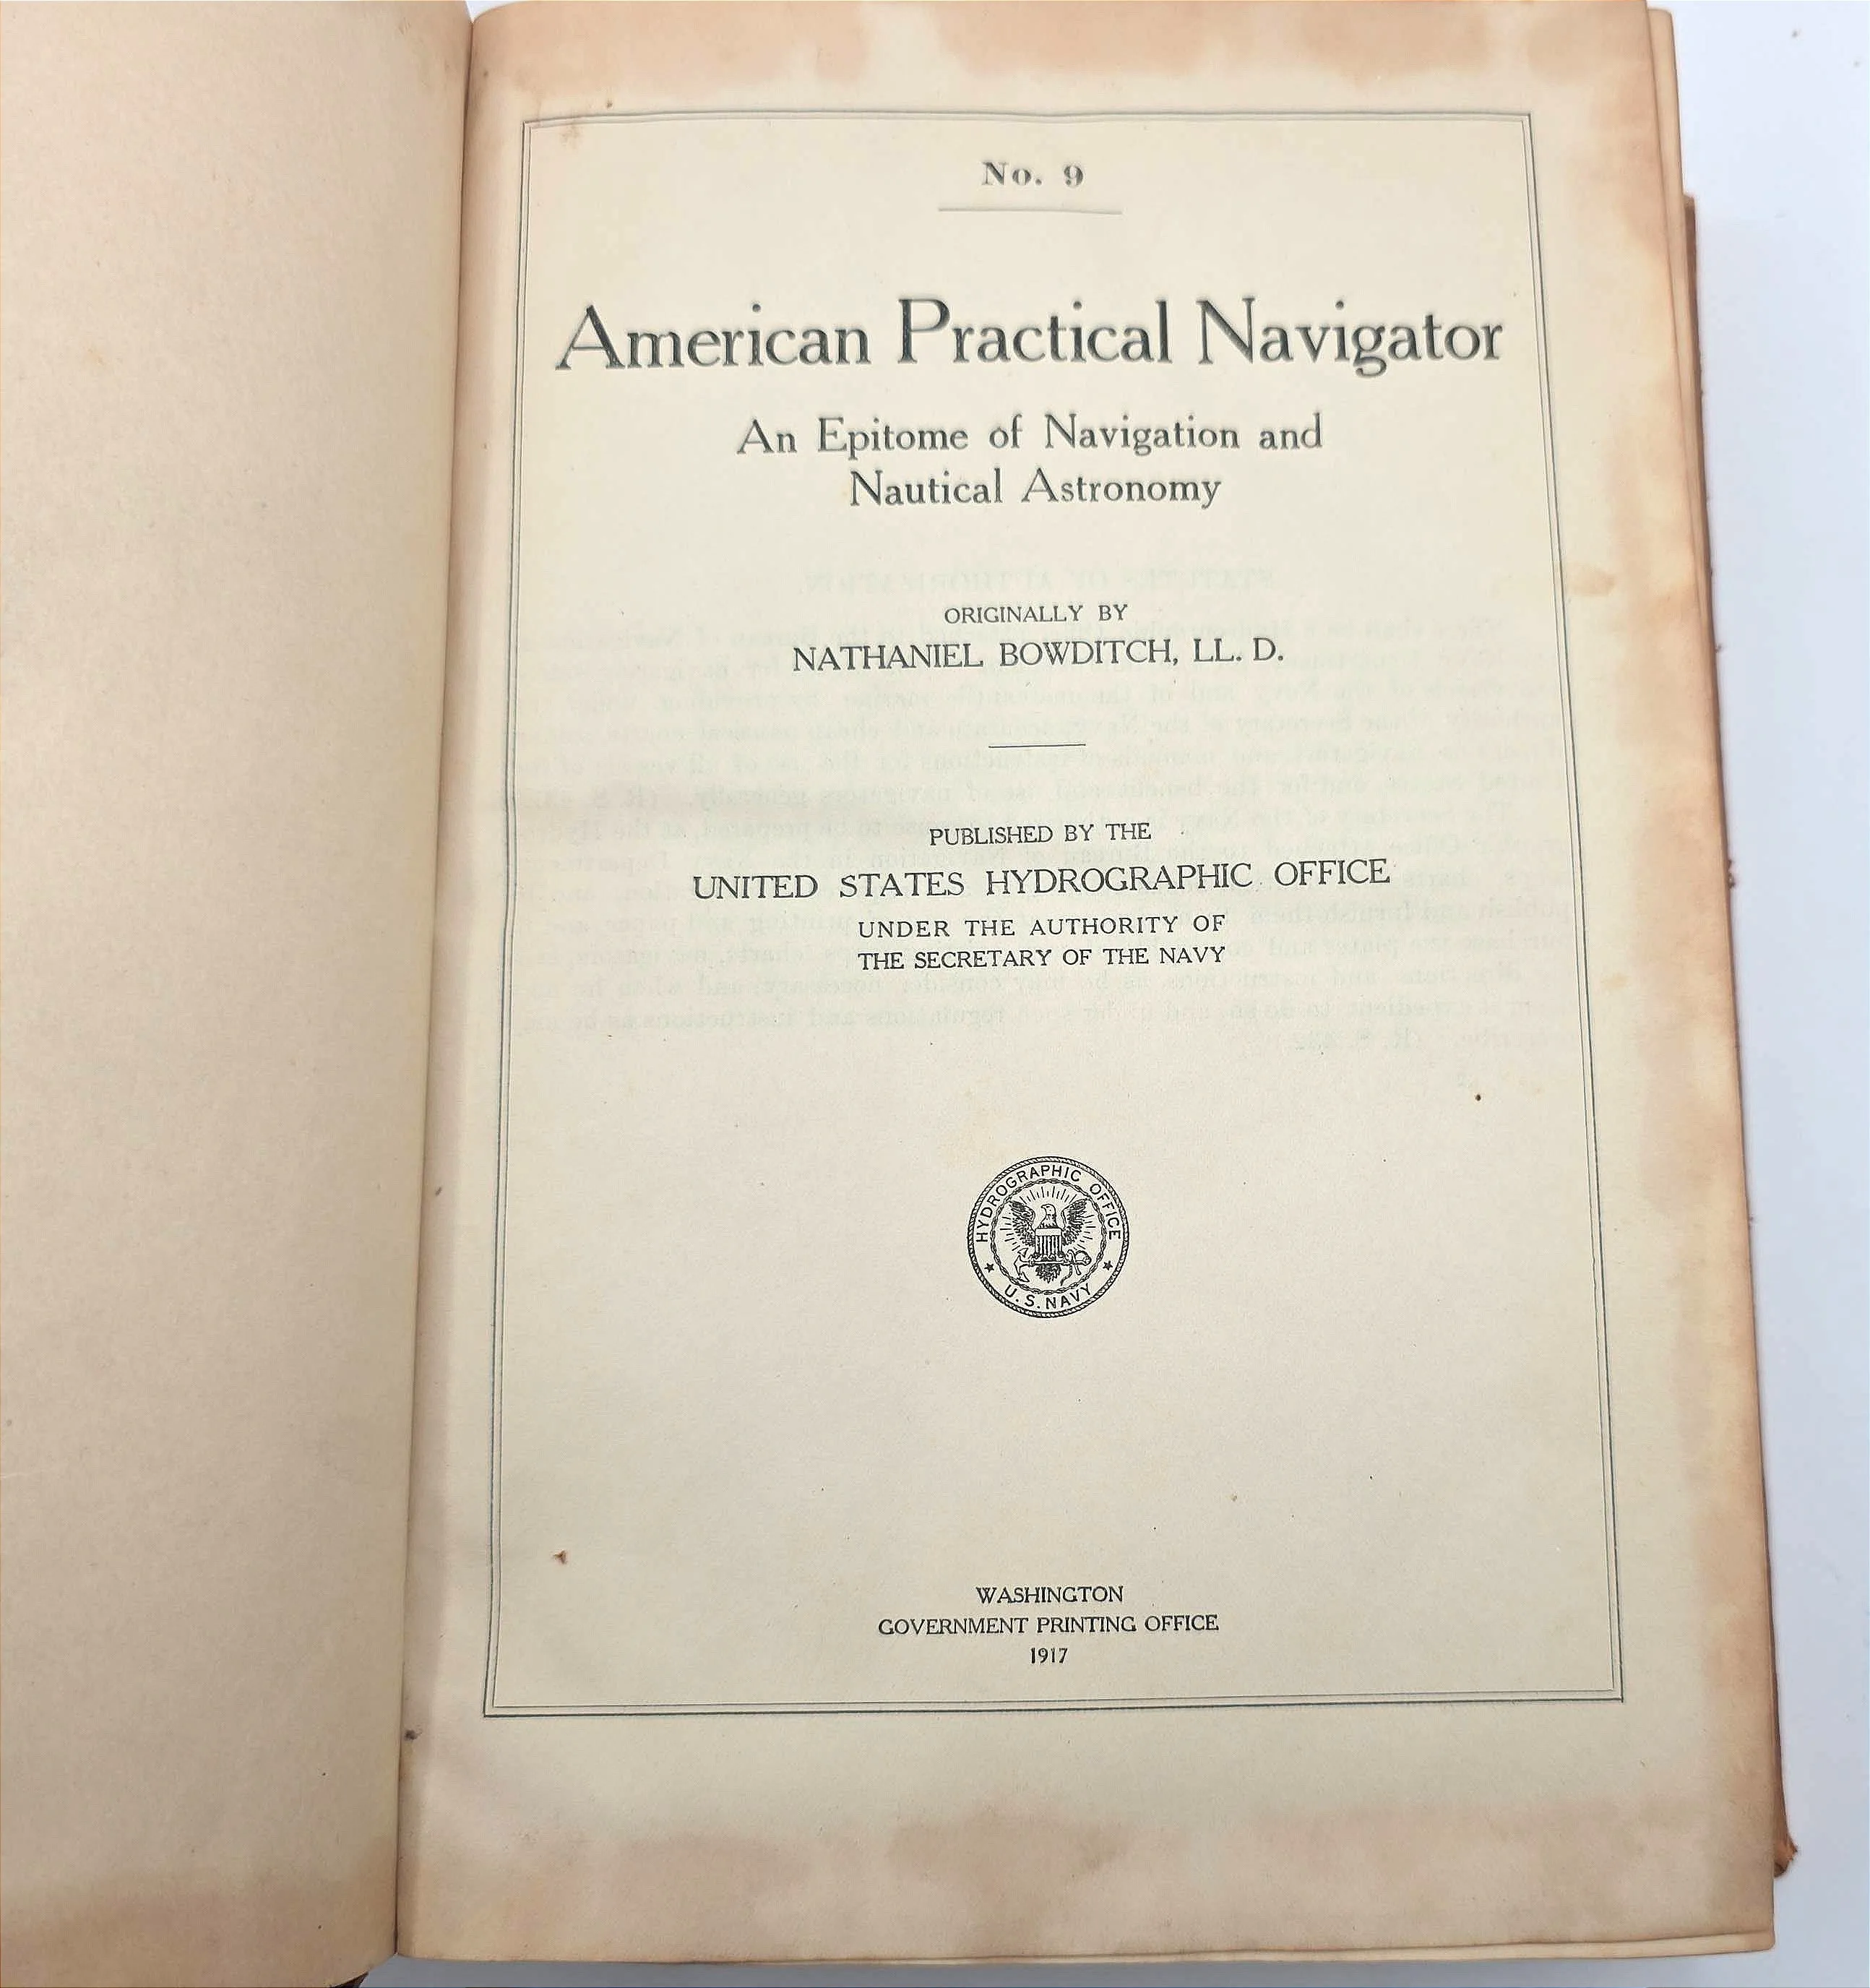 No. 9
American Practical Navigator
An Epitome of Navigation and
Nautical Astronomy
ORIGINALLY BY
NATHANIEL BOWDITCH, LL. D.
PUBLISHED BY THE
UNITED STATES HYDROGRAPHIC OFFICE
UNDER THE AUTHORITY OF
THE SECRETARY OF THE NAVY
HYDROGRAPHIC OFFICE
U. S. NAVY
WASHINGTON
GOVERNMENT PRINTING OFFICE
1917